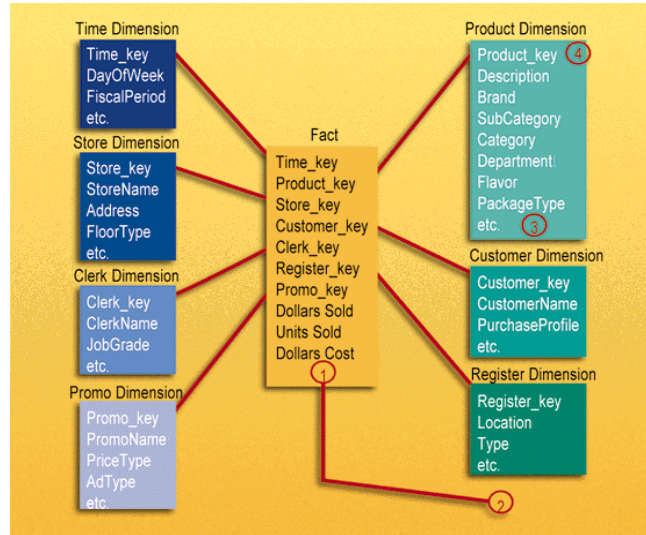 Time Dimension
Time_key
DayOfWeek
FiscalPeriod
etc.
Store Dimension
Store_key
StoreName
Address
FloorType
etc.
Clerk Dimension
Clerk_key
ClerkName
JobGrade
etc.
Promo Dimension
Promo_key
PromoName
PriceType
AdType
etc.
Fact
Time_key
Product_key
Store_key
Customer_key
Clerk_key
Register_key
Promo_key
Dollars Sold
Units Sold
Dollars Cost
1
2
Product Dimension
Product_key 4
Description
Brand
SubCategory
Category
Department
Flavor
PackageType
etc. 3
Customer Dimension
Customer_key
CustomerName
PurchaseProfile
etc.
Register Dimension
Register_key
Location
Type
etc.